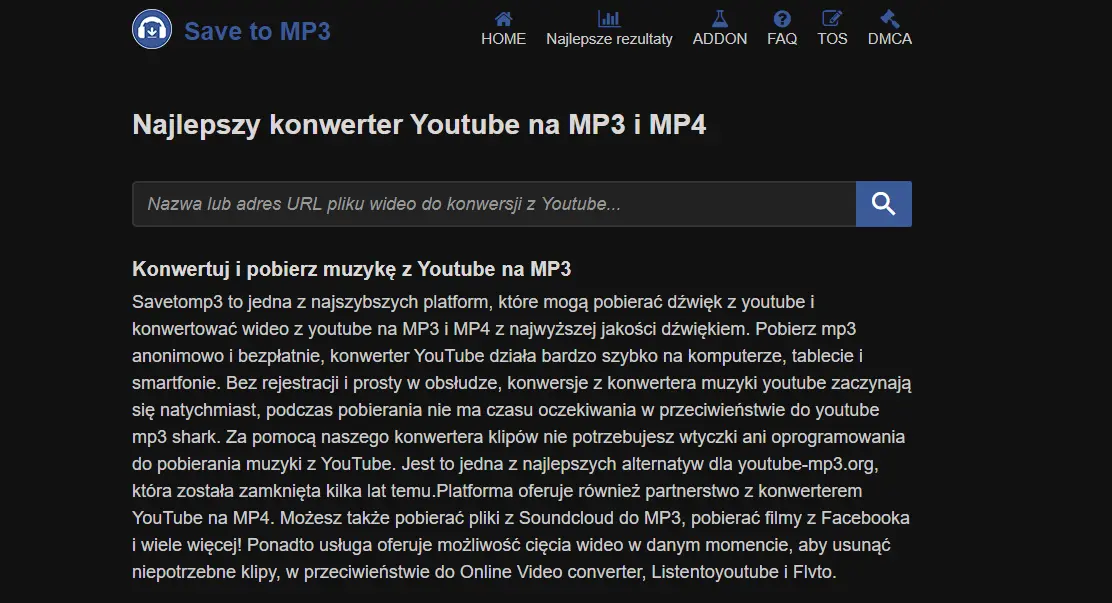 Save to MP3
HOME
Najlepsze rezultaty
ADDON
FAQ
TOS
DMCA
Najlepszy konwerter Youtube na MP3 i MP4
Nazwa lub adres URL pliku wideo do konwersji z Youtube...
Konwertuj i pobierz muzykę z Youtube na MP3
Savetomp3 to jedna z najszybszych platform, które mogą pobierać dźwięk z youtube i
konwertować wideo z youtube na MP3 i MP4 z najwyższej jakości dźwiękiem. Pobierz mp3
anonimowo i bezpłatnie, konwerter YouTube działa bardzo szybko na komputerze, tablecie i
smartfonie. Bez rejestracji i prosty w obsłudze, konwersje z konwertera muzyki youtube zaczynają
się natychmiast, podczas pobierania nie ma czasu oczekiwania w przeciwieństwie do youtube
mp3 shark. Za pomocą naszego konwertera klipów nie potrzebujesz wtyczki ani oprogramowania
do pobierania muzyki z YouTube. Jest to jedna z najlepszych alternatyw dla youtube-mp3.org,
która została zamknięta kilka lat temu.Platforma oferuje również partnerstwo z konwerterem
YouTube na MP4. Możesz także pobierać pliki z Soundcloud do MP3, pobierać filmy z Facebooka
i wiele więcej! Ponadto usługa oferuje możliwość cięcia wideo w danym momencie, aby usunąć
niepotrzebne klipy, w przeciwieństwie do Online Video converter, Listentoyoutube i Flvto.